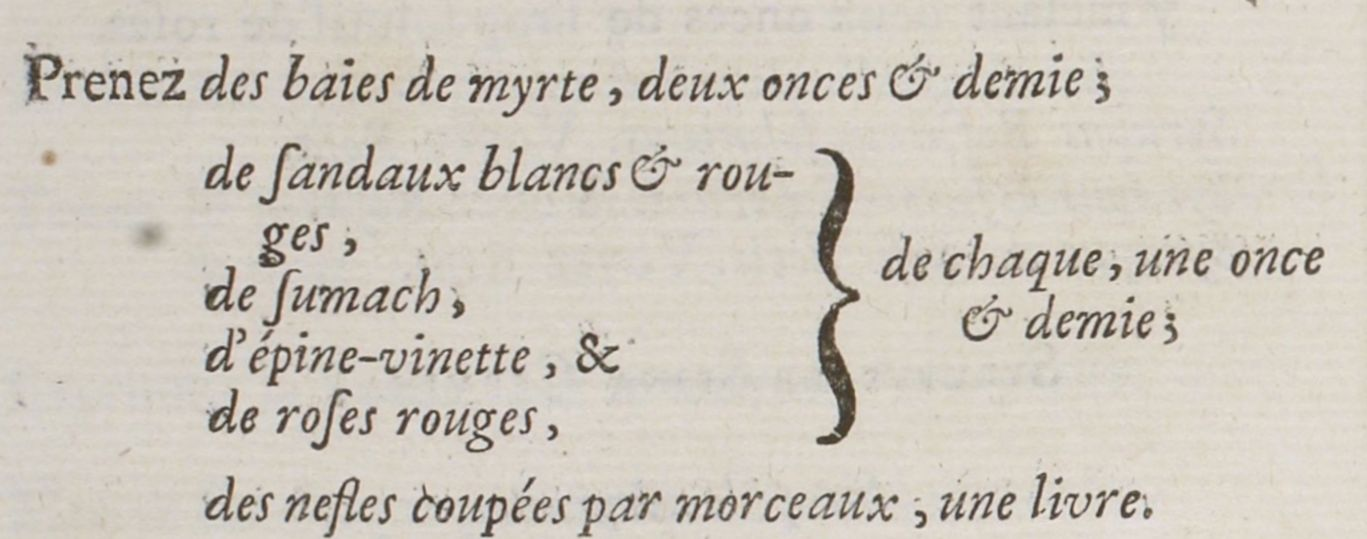 Prenez des baies de myrte, deux onces & demie;
de ſandaux blancs & rou-
ges,
de ſumach,
d'épine-vinette, &
de roſes rouges,
de chaque, une once
& demie;
des nefles coupées par morceaux; une livre.